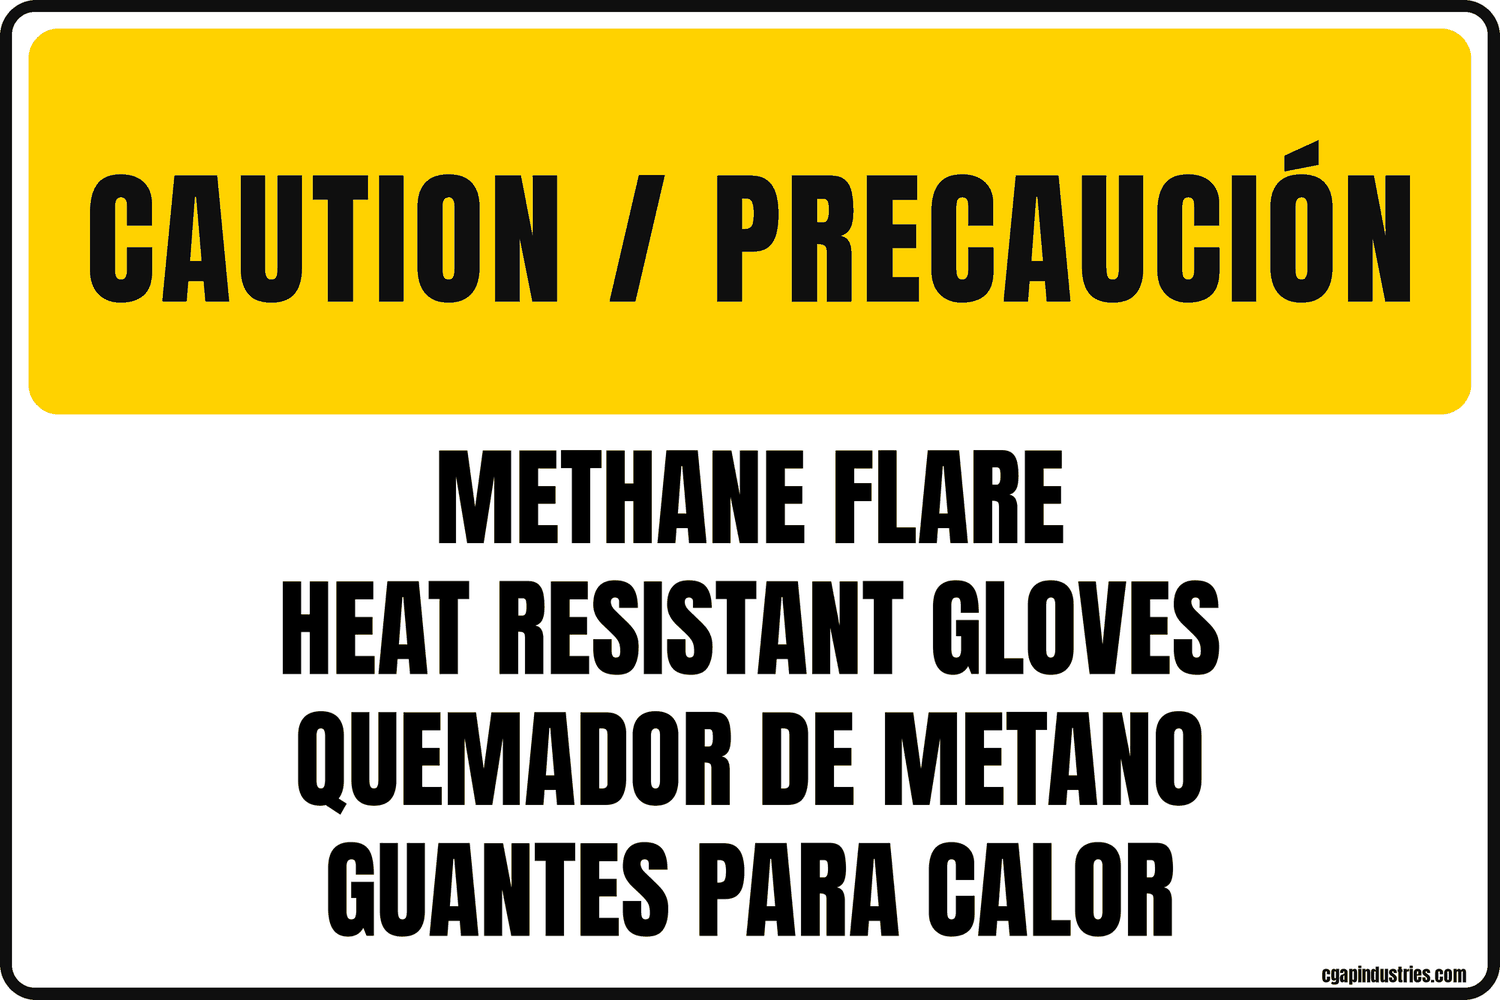 CAUTION / PRECAUCIÓN
METHANE FLARE
HEAT RESISTANT GLOVES
QUEMADOR DE METANO
GUANTES PARA CALOR
cgapindustries.com